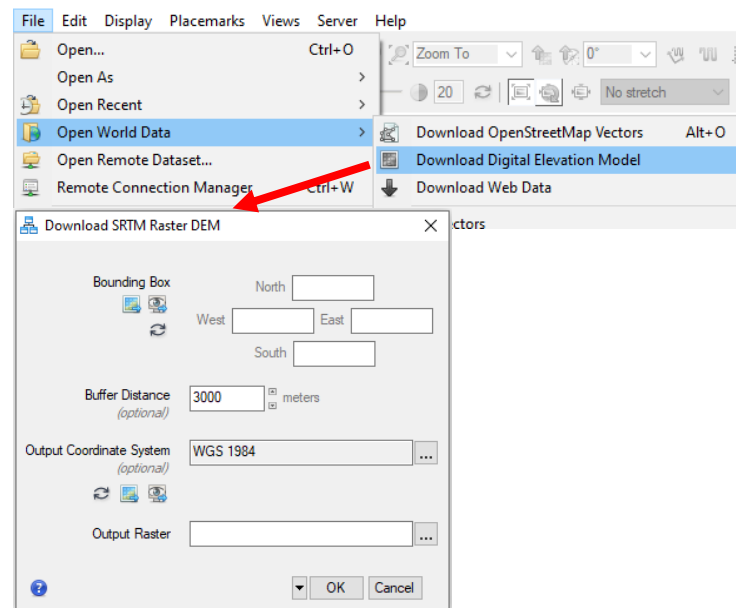 File Edit Display Placemarks Views Server Help
Open... Ctrl+O
Zoom To 0°
Open As
20 No stretch
Open Recent
Open World Data
Download OpenStreetMap Vectors Alt+O
Open Remote Dataset...
Download Digital Elevation Model
Remote Connection Manager Ctrl+W
Download Web Data
Download SRTM Raster DEM
ctors
Bounding Box
North
West East
South
Buffer Distance 3000 meters
(optional)
Output Coordinate System WGS 1984 ...
(optional)
Output Raster ...
? OK Cancel